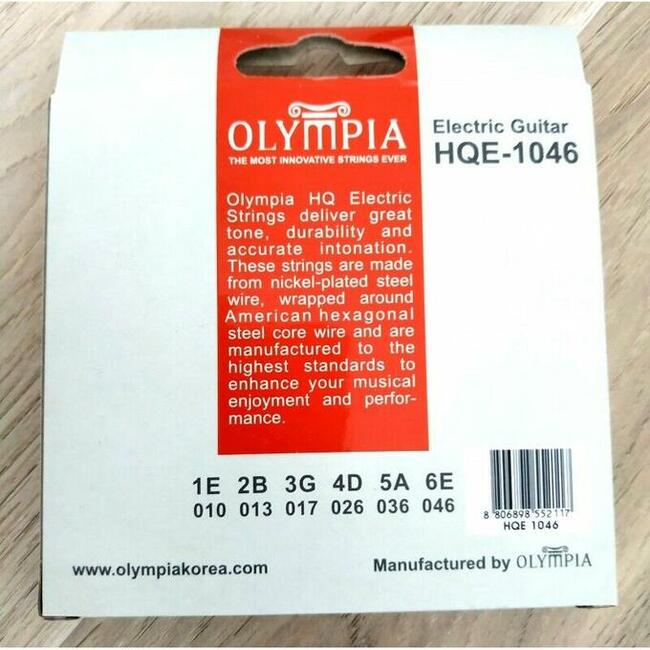 OLYMPIA
THE MOST INNOVATIVE STRINGS EVER
Electric Guitar
HQE-1046
Olympia HQ Electric
Strings deliver great
tone, durability and
accurate intonation.
These strings are made
from nickel-plated steel
wire, wrapped around
American hexagonal
steel core wire and are
manufactured to the
highest standards to
enhance your musical
enjoyment and perfor-
mance.
1E 2B 3G 4D 5A 6E
010 013 017 026 036 046
8 806898 552117
HQE 1046
www.olympiakorea.com
Manufactured by OLYMPIA